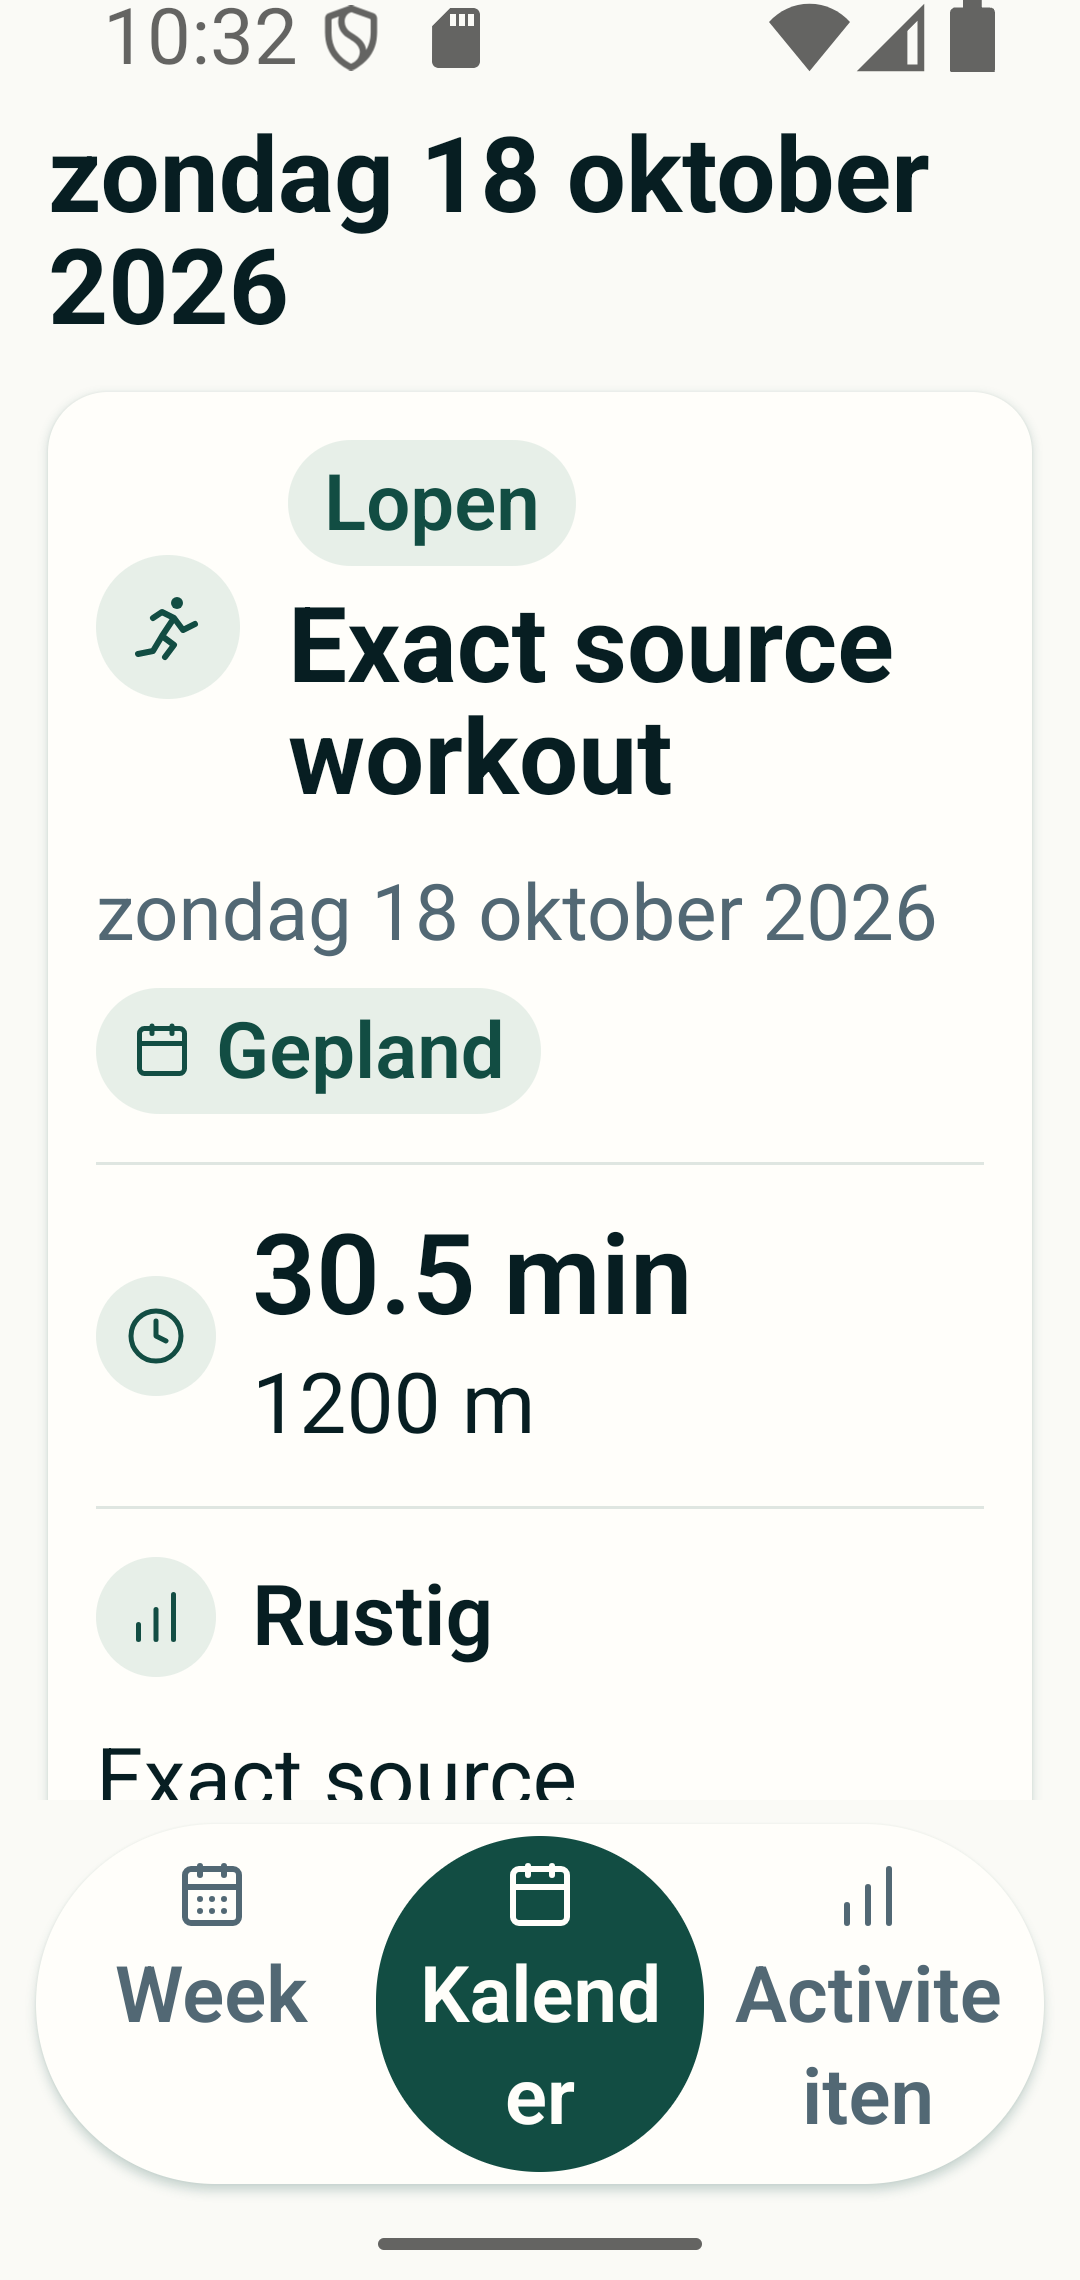 10:32
zondag 18 oktober
2026
Lopen
Exact source
workout
zondag 18 oktober 2026
Gepland
30.5 min
1200 m
Rustig
Exact source
Week
Kalend
er
Activite
iten